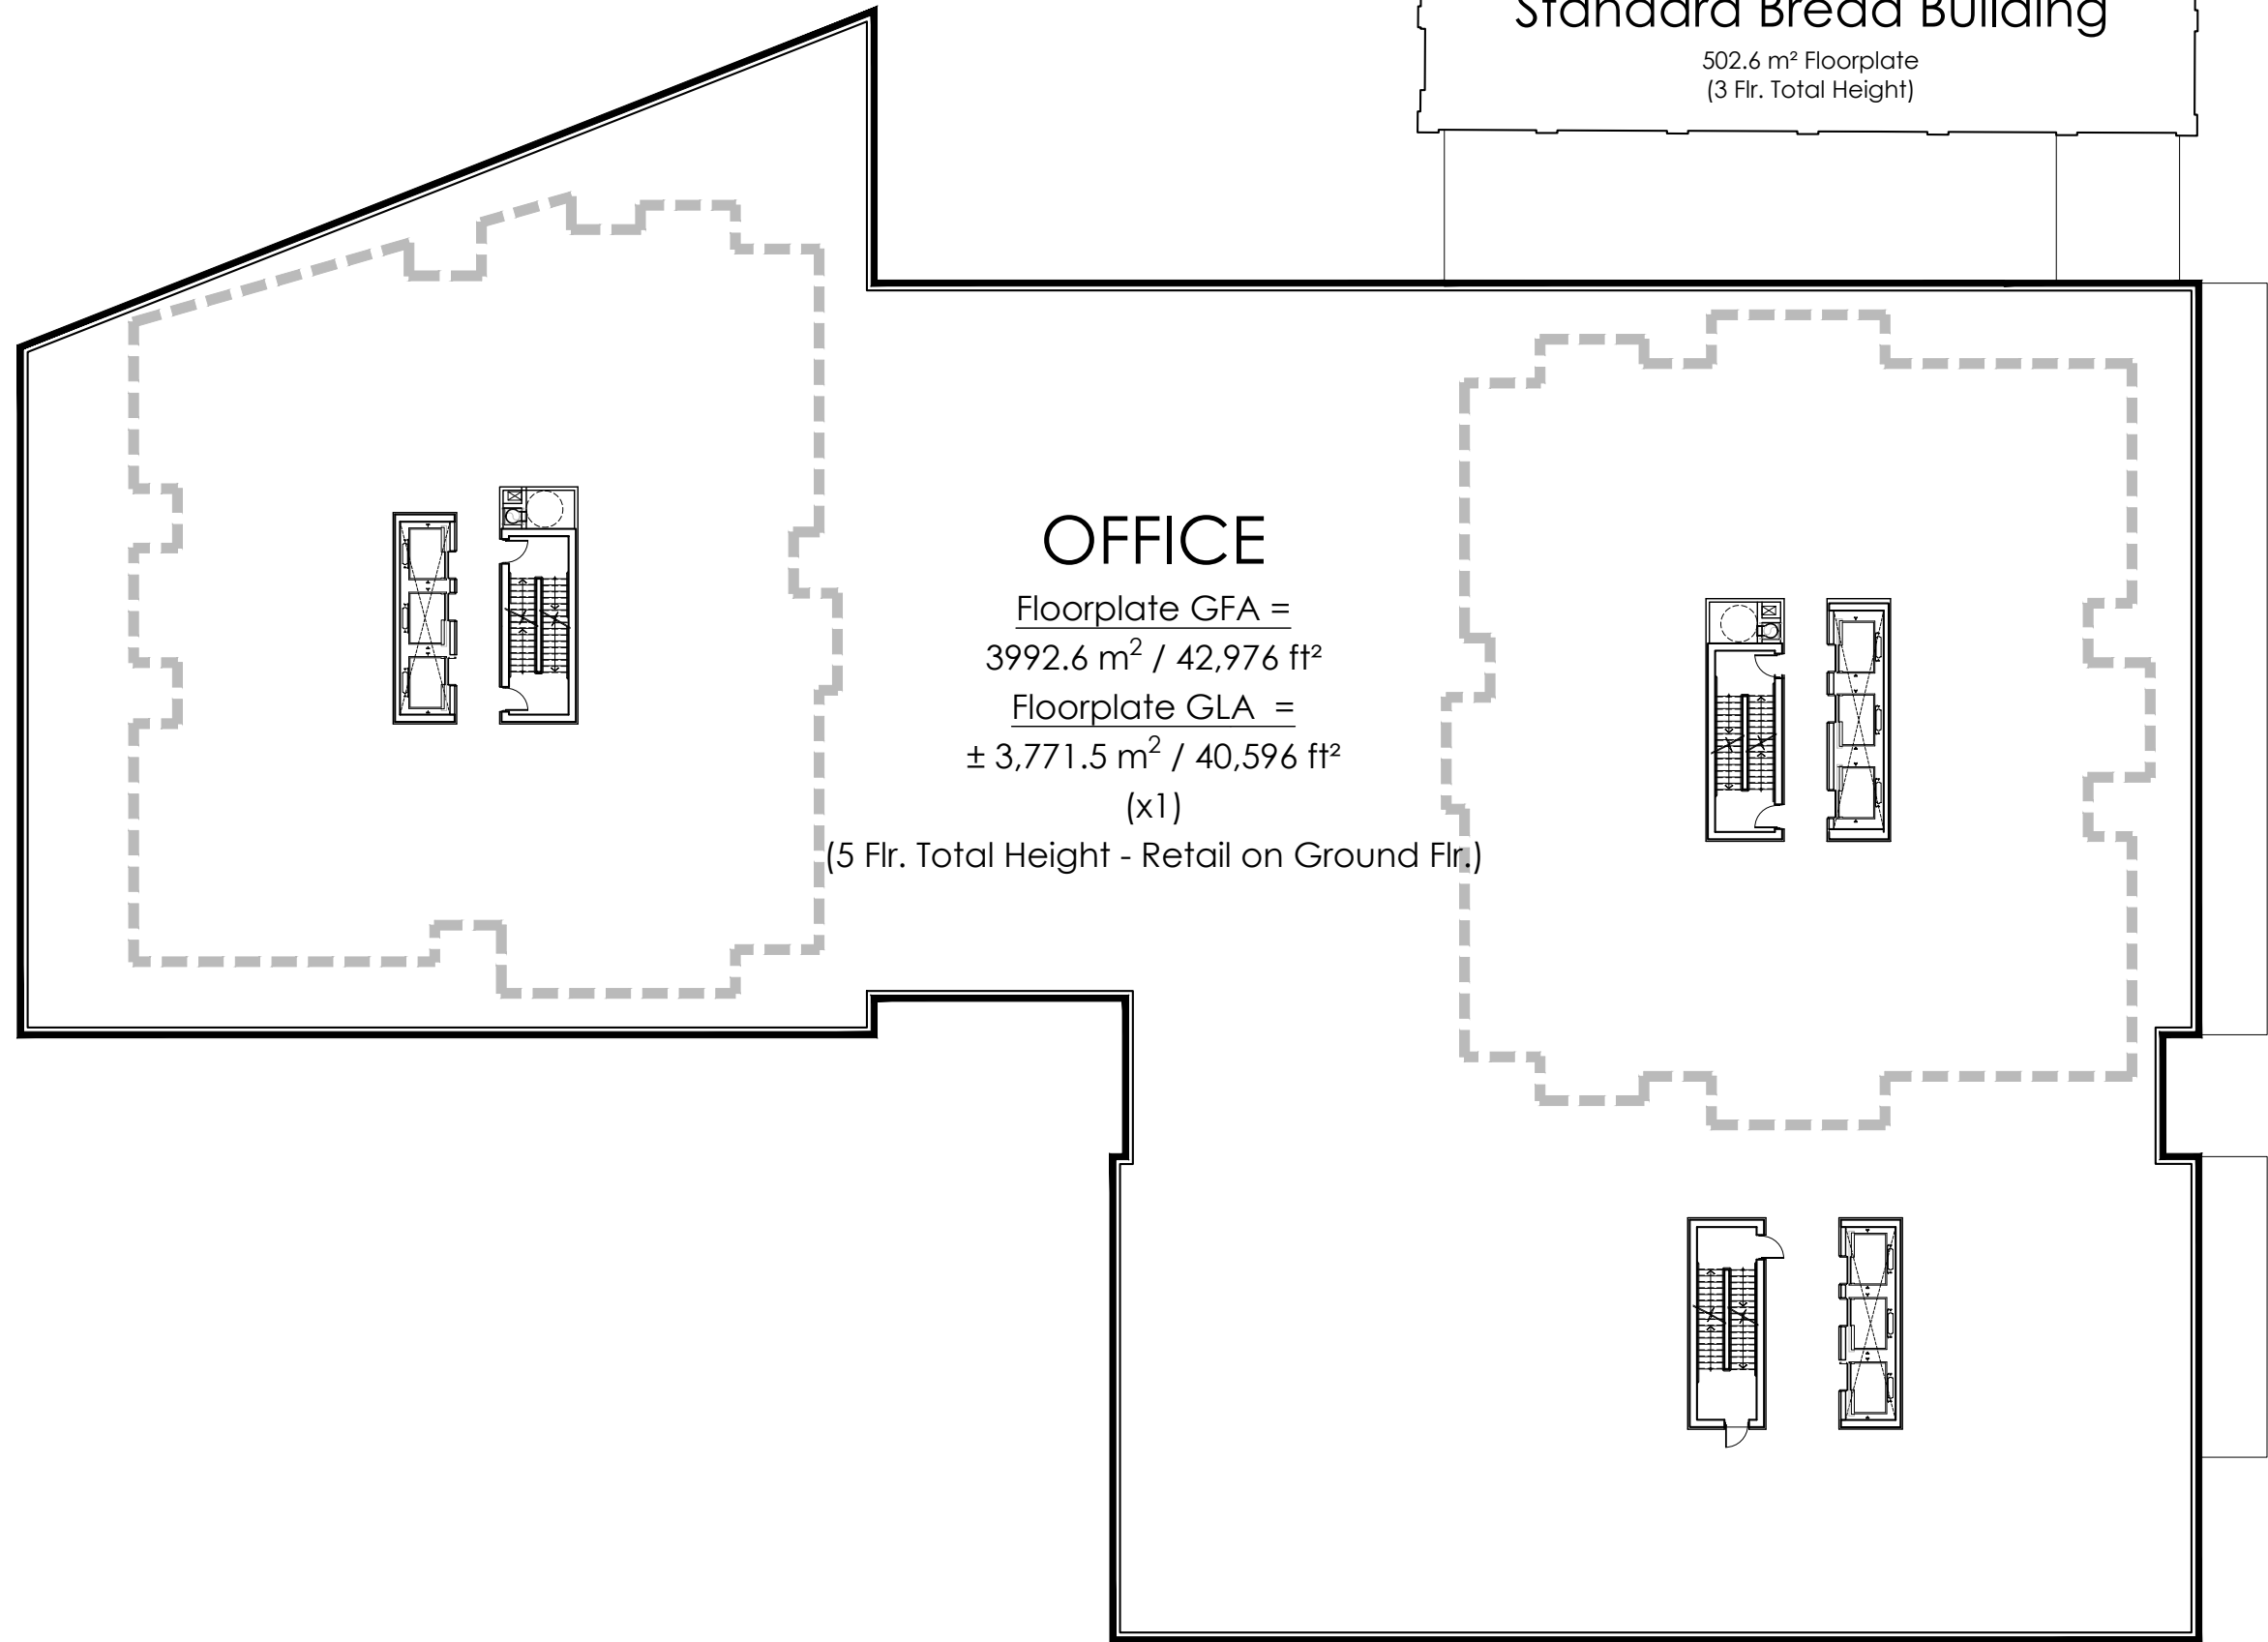 Standard Bread Building
502.6 m² Floorplate
(3 Flr. Total Height)
OFFICE
Floorplate GFA =
3992.6 m² / 42,976 ft²
Floorplate GLA =
± 3,771.5 m² / 40,596 ft²
(x1)
(5 Flr. Total Height - Retail on Ground Flr.)